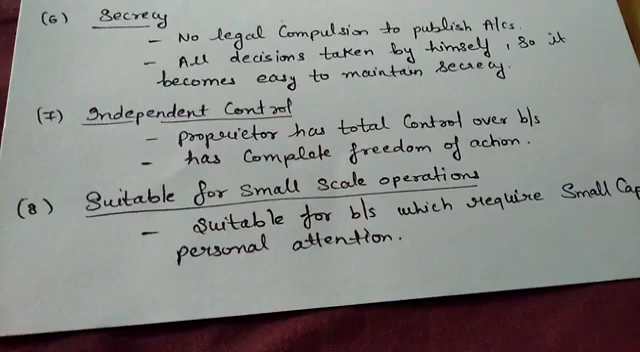 (6) Secrecy
- No legal Compulsion to publish A/cs.
- All decisions taken by himself, so it
becomes easy to maintain secrecy.
(7) Independent Control
- proprietor has total Control over b/s
- has Complete freedom of action.
(8) Suitable for Small Scale operations
- Suitable for b/s which require Small Cap
personal attention.